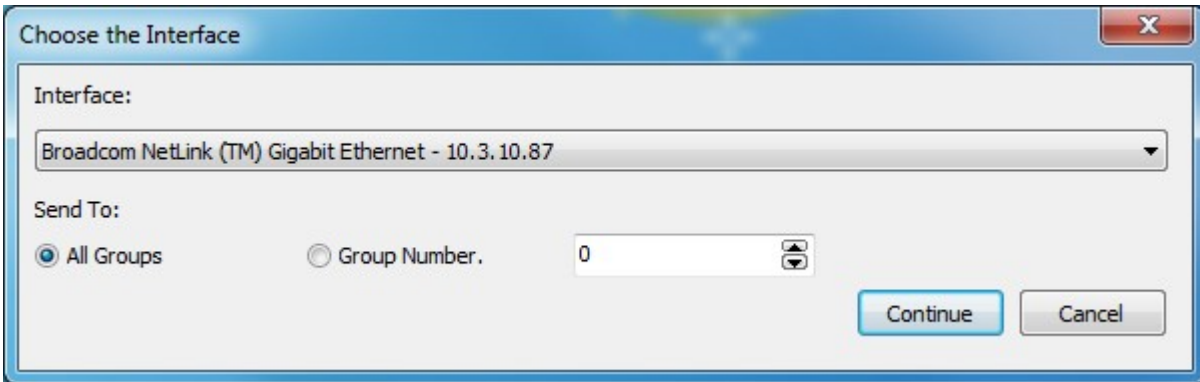 Choose the Interface
Interface:
Broadcom NetLink (TM) Gigabit Ethernet - 10.3.10.87
Send To:
All Groups Group Number. 0
Continue Cancel